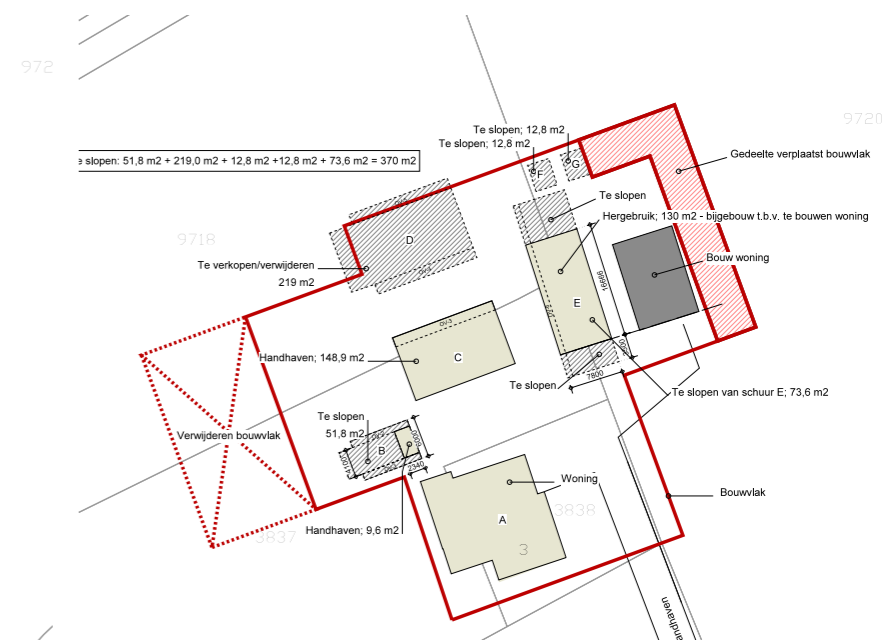 972
Te slopen; 12,8 m2
Te slopen; 12,8 m2
9720
e slopen: 51,8 m2 + 219,0 m2 + 12,8 m2 +12,8 m2 + 73,6 m2 = 370 m2
Gedeelte verplaatst bouwvlak
F
G
Te slopen
Hergebruik; 130 m2 - bijgebouw t.b.v. te bouwen woning
9718
D
Bouw woning
Te verkopen/verwijderen
219 m2
E
Handhaven; 148,9 m2
C
7800
Te slopen
Te slopen van schuur E; 73,6 m2
Te slopen
51,8 m2
Verwijderen bouwvlak
B
6000
4100
2340
Woning
Bouwvlak
Handhaven; 9,6 m2
A
3838
3837
3
andhaven